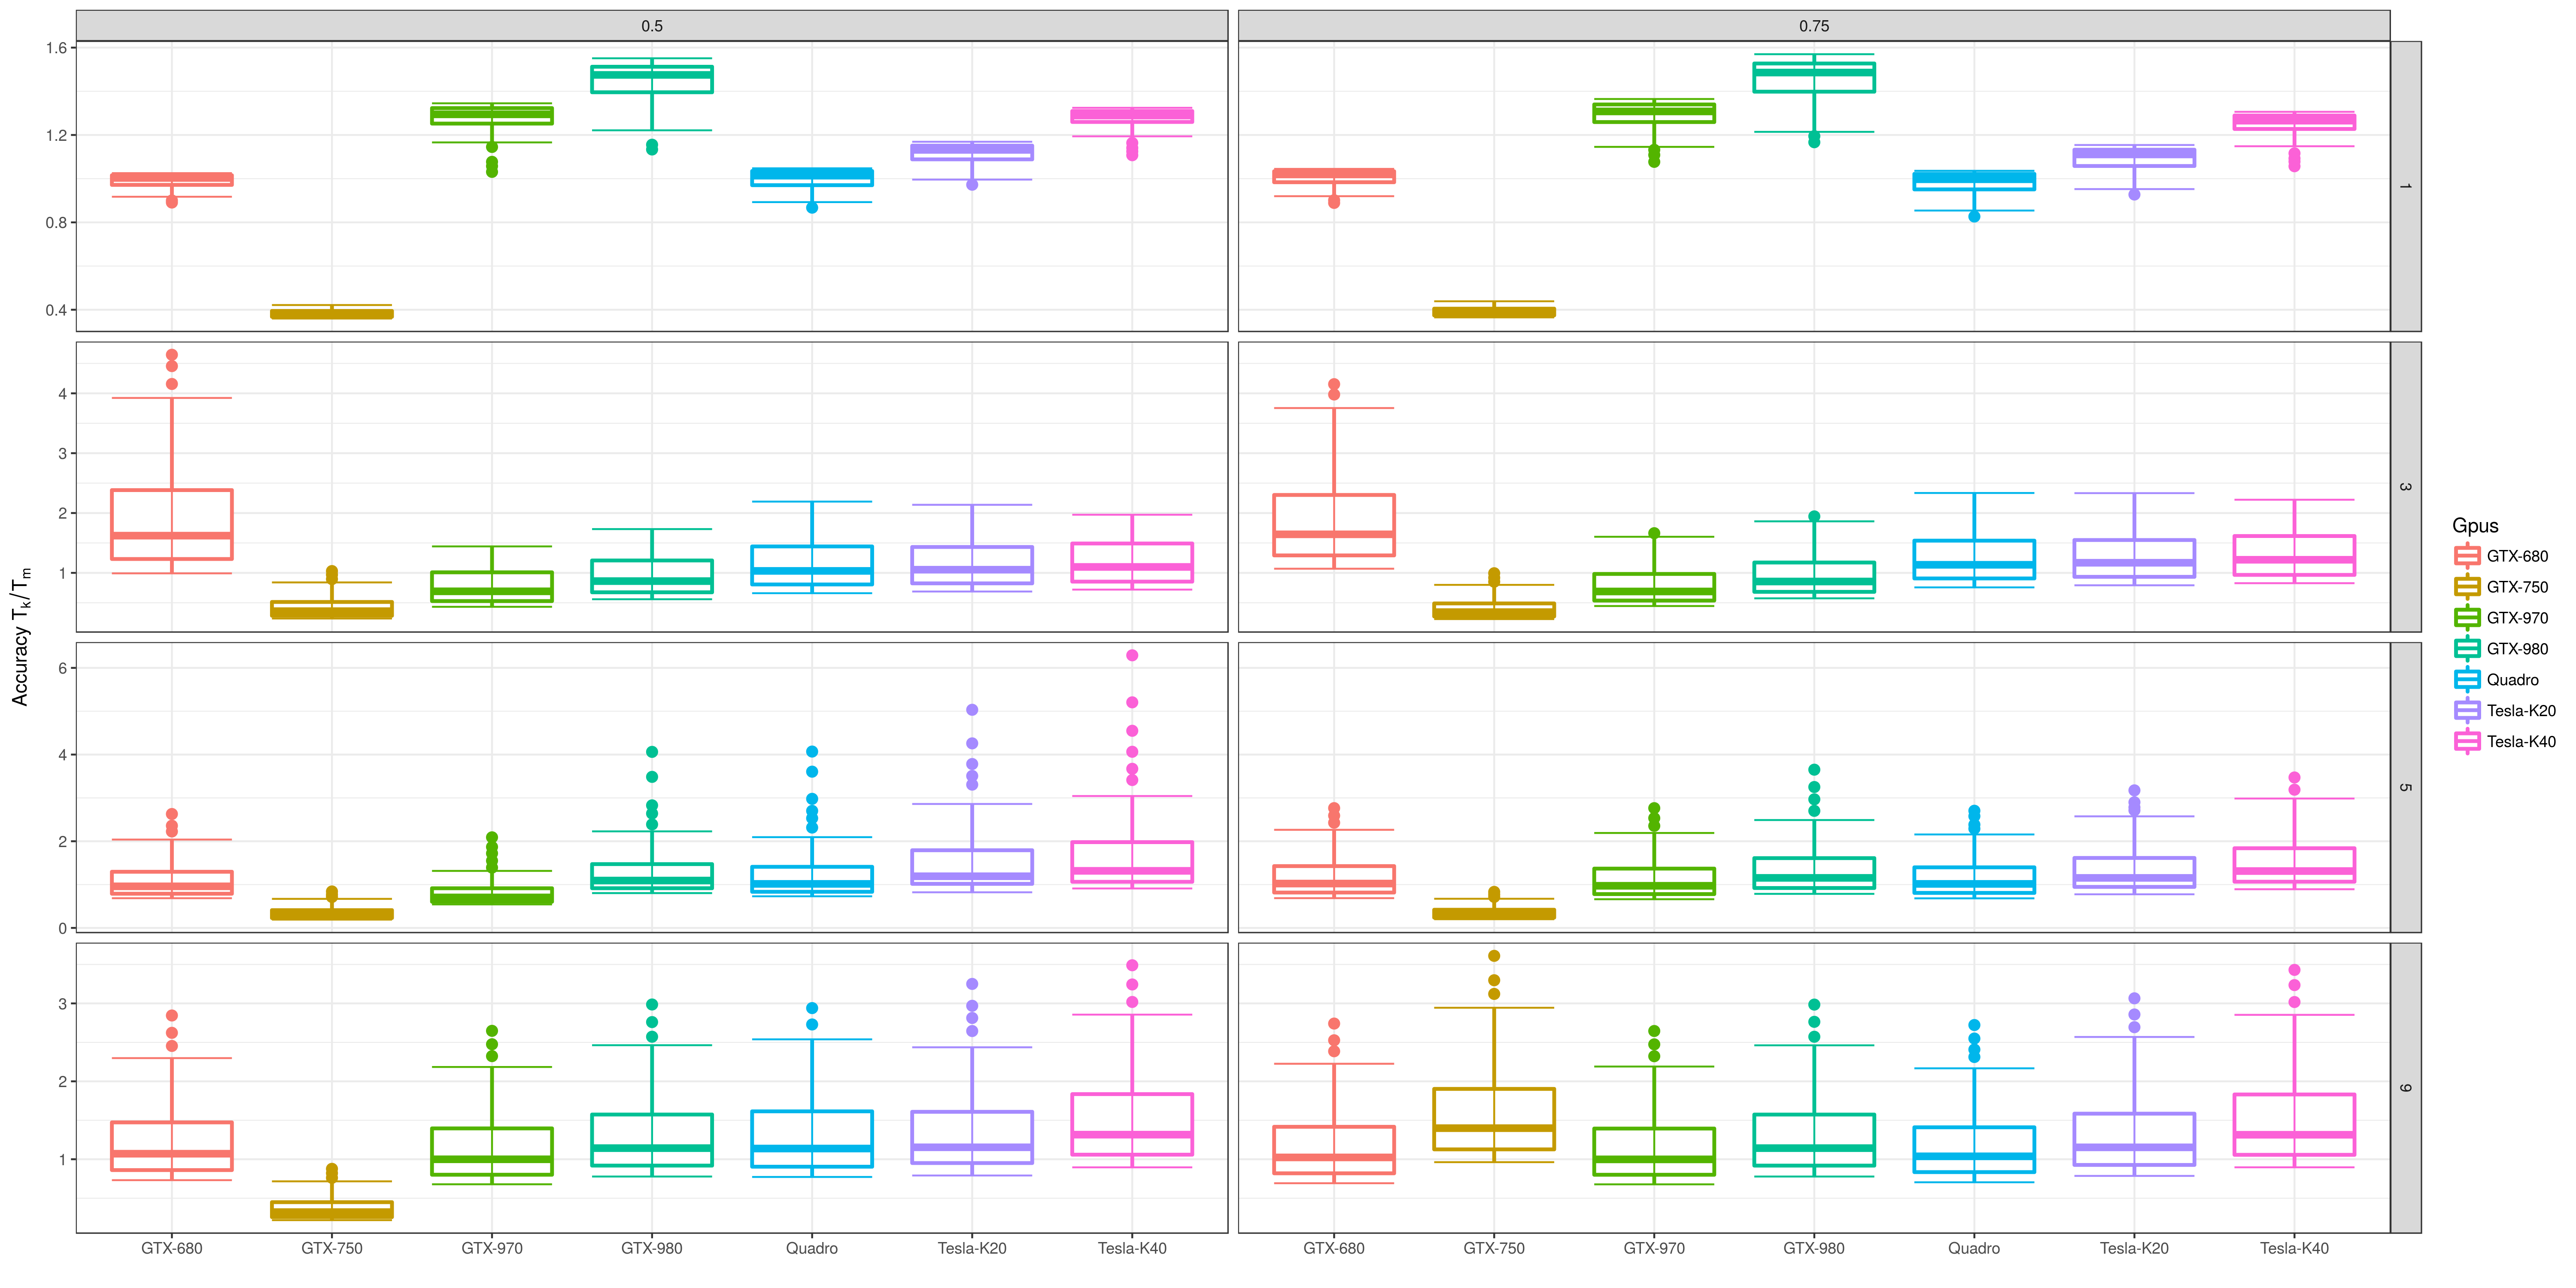 0.5
0.75
1.6
1.2
0.8
0.4
1
4
3
2
1
3
6
4
2
0
5
3
2
1
9
Accuracy Tk/Tm
GTX-680
GTX-750
GTX-970
GTX-980
Quadro
Tesla-K20
Tesla-K40
GTX-680
GTX-750
GTX-970
GTX-980
Quadro
Tesla-K20
Tesla-K40
Gpus
GTX-680
GTX-750
GTX-970
GTX-980
Quadro
Tesla-K20
Tesla-K40